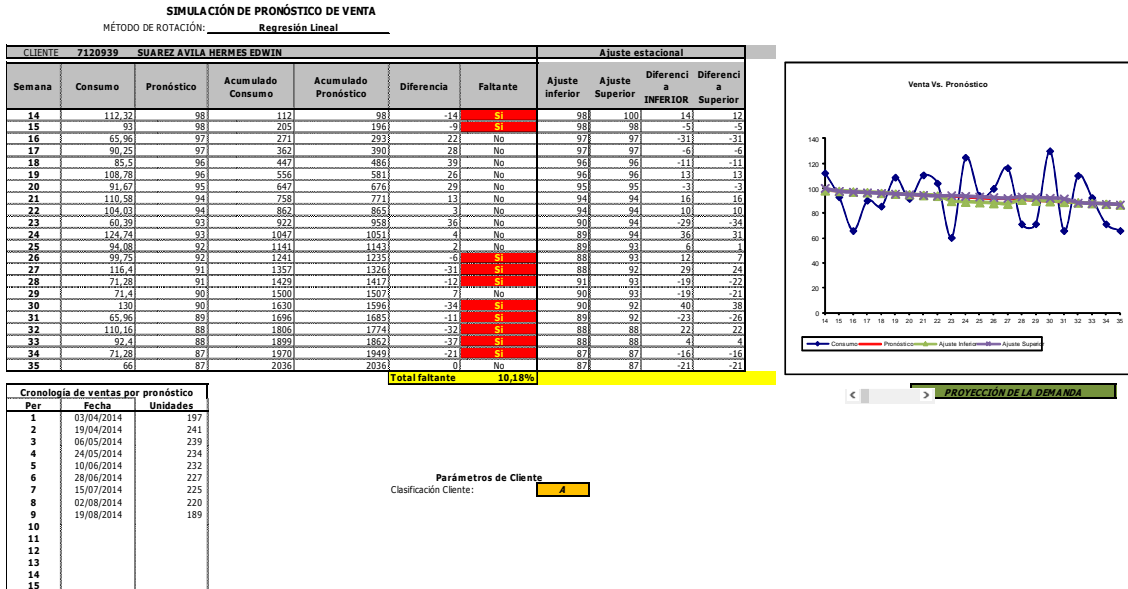 SIMULACIÓN DE PRONÓSTICO DE VENTA
MÉTODO DE ROTACIÓN: Regresión Lineal
CLIENTE 7120939 SUAREZ AVILA HERMES EDWIN Ajuste estacional
Semana Consumo Pronóstico Acumulado Consumo Acumulado Pronóstico Diferencia Faltante Ajuste inferior Ajuste Superior Diferencia INFERIOR Diferencia Superior
14 112,32 98 112 98 -14 Si 98 100 14 12
15 93 98 205 196 -9 Si 98 98 -5 -5
16 65,96 97 271 293 22 No 97 97 -31 -31
17 90,25 97 362 390 28 No 97 97 -6 -6
18 85,5 96 447 486 39 No 96 96 -11 -11
19 108,78 96 556 581 26 No 96 96 13 13
20 91,67 95 647 676 29 No 95 95 -3 -3
21 110,58 94 758 771 13 No 94 94 16 16
22 104,03 94 862 865 3 No 94 94 10 10
23 60,39 93 922 958 36 No 90 94 -29 -34
24 124,74 93 1047 1051 4 No 89 94 36 31
25 94,08 92 1141 1143 2 No 89 93 6 1
26 99,75 92 1241 1235 -6 Si 88 93 12 7
27 116,4 91 1357 1326 -31 Si 88 92 29 24
28 71,28 91 1429 1417 -12 Si 91 93 -19 -22
29 71,4 90 1500 1507 7 No 90 93 -19 -21
30 130 90 1630 1596 -34 Si 90 92 40 38
31 65,96 89 1696 1685 -11 Si 89 92 -23 -26
32 110,16 88 1806 1774 -32 Si 88 88 22 22
33 92,4 88 1899 1862 -37 Si 88 88 4 4
34 71,28 87 1970 1949 -21 Si 87 87 -16 -16
35 66 87 2036 2036 0 No 87 87 -21 -21
Total faltante 10,18%
Venta Vs. Pronóstico
140
120
100
80
60
40
20
0
14 15 16 17 18 19 20 21 22 23 24 25 26 27 28 29 30 31 32 33 34 35
Consumo Pronóstico Ajuste Inferior Ajuste Superior
PROYECCIÓN DE LA DEMANDA
Cronología de ventas por pronóstico
Per Fecha Unidades
1 03/04/2014 197
2 19/04/2014 241
3 06/05/2014 239
4 24/05/2014 234
5 10/06/2014 232
6 28/06/2014 227
7 15/07/2014 225
8 02/08/2014 220
9 19/08/2014 189
10
11
12
13
14
15
Parámetros de Cliente
Clasificación Cliente: A